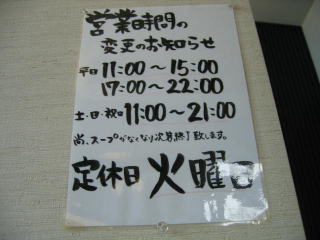 営業時間の
変更のお知らせ
平日 11:00～15:00
17:00～22:00
土・日・祝日 11:00～21:00
尚、スープがなくなり次第終了致します。
定休日 火曜日